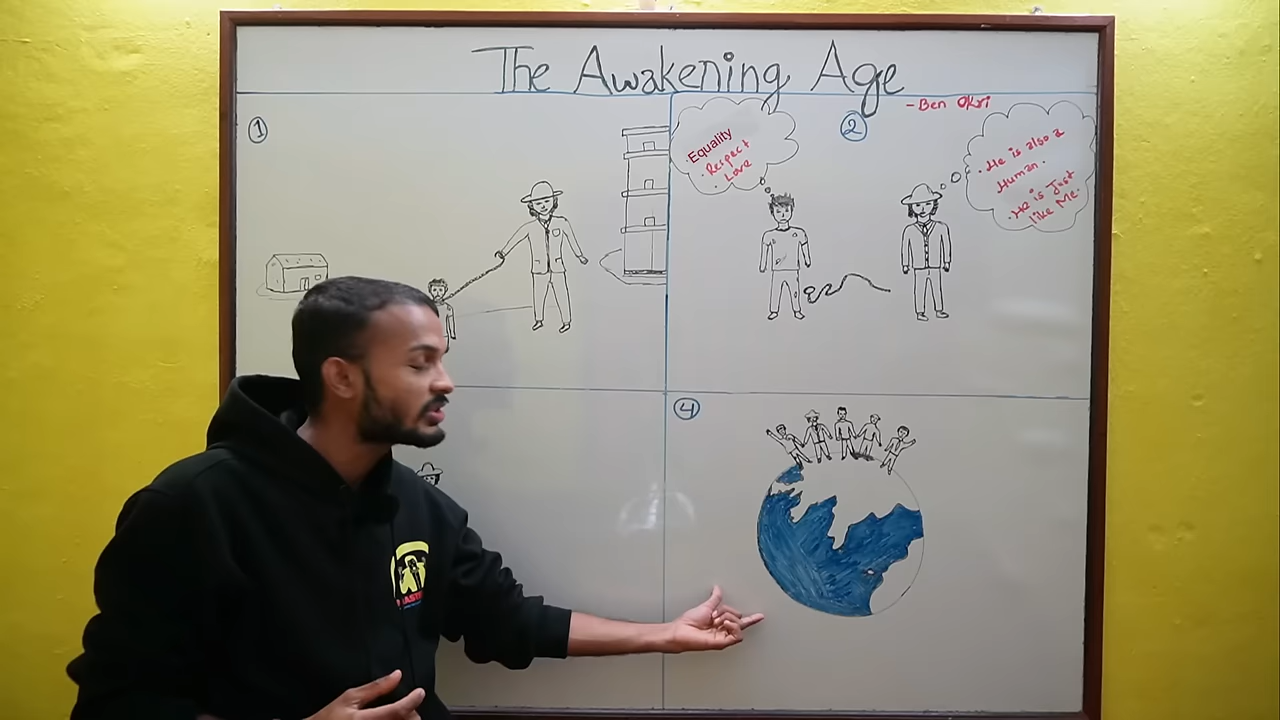 The Awakening Age
- Ben Okri
1
2
Equality
. Respect
. Love
. He is also a
Human.
. He is Just
like Me.
4